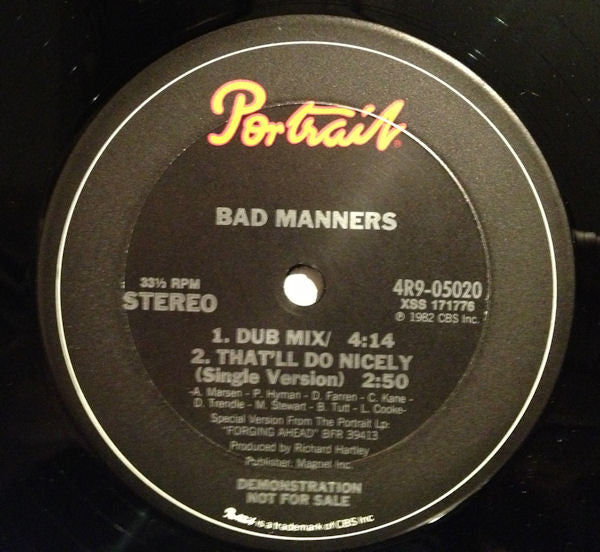 Portrait®
BAD MANNERS
33⅓ RPM
STEREO
4R9-05020
XSS 171776
℗ 1982 CBS Inc.
1. DUB MIX/ 4:14
2. THAT'LL DO NICELY
(Single Version) 2:50
-A. Marsen - P. Hyman - D. Farren - C. Kane -
D. Trendle - M. Stewart - B. Tutt - L. Cooke-
Special Version From The Portrait Lp:
"FORGING AHEAD" BFR 39413
Produced by Richard Hartley
Publisher: Magnet Inc.
DEMONSTRATION
NOT FOR SALE
Portrait is a trademark of CBS Inc